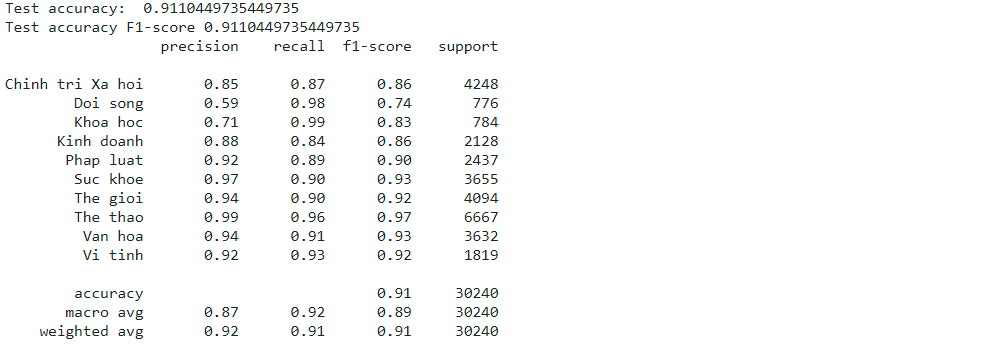 Test accuracy:  0.9110449735449735
Test accuracy F1-score 0.9110449735449735
precision    recall  f1-score   support
Chinh tri Xa hoi       0.85      0.87      0.86      4248
Doi song       0.59      0.98      0.74       776
Khoa hoc       0.71      0.99      0.83       784
Kinh doanh       0.88      0.84      0.86      2128
Phap luat       0.92      0.89      0.90      2437
Suc khoe       0.97      0.90      0.93      3655
The gioi       0.94      0.90      0.92      4094
The thao       0.99      0.96      0.97      6667
Van hoa       0.94      0.91      0.93      3632
Vi tinh       0.92      0.93      0.92      1819
accuracy                           0.91     30240
macro avg       0.87      0.92      0.89     30240
weighted avg       0.92      0.91      0.91     30240